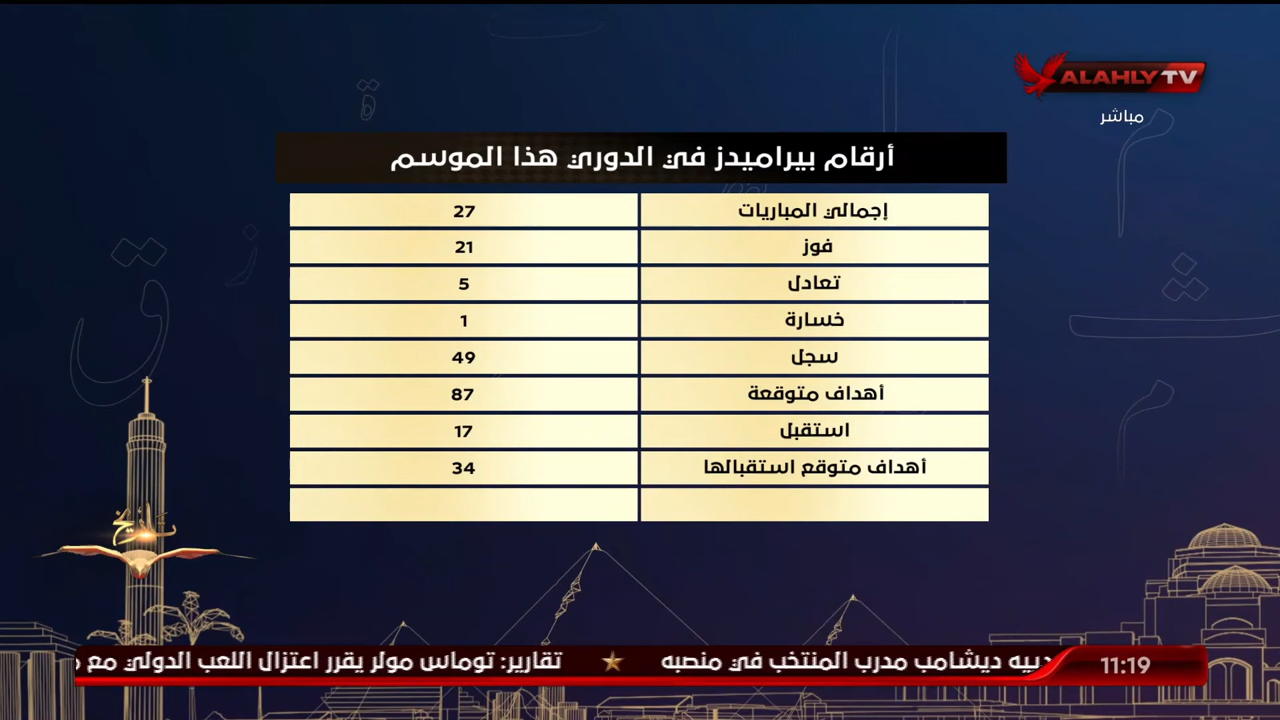 ALAHLY TV
مباشر
أرقام بيراميدز في الدوري هذا الموسم
إجمالي المباريات 27
فوز 21
تعادل 5
خسارة 1
سجل 49
أهداف متوقعة 87
استقبل 17
أهداف متوقع استقبالها 34
11:19
ديشامب مدرب المنتخب في منصبه
تقارير: توماس مولر يقرر اعتزال اللعب الدولي مع